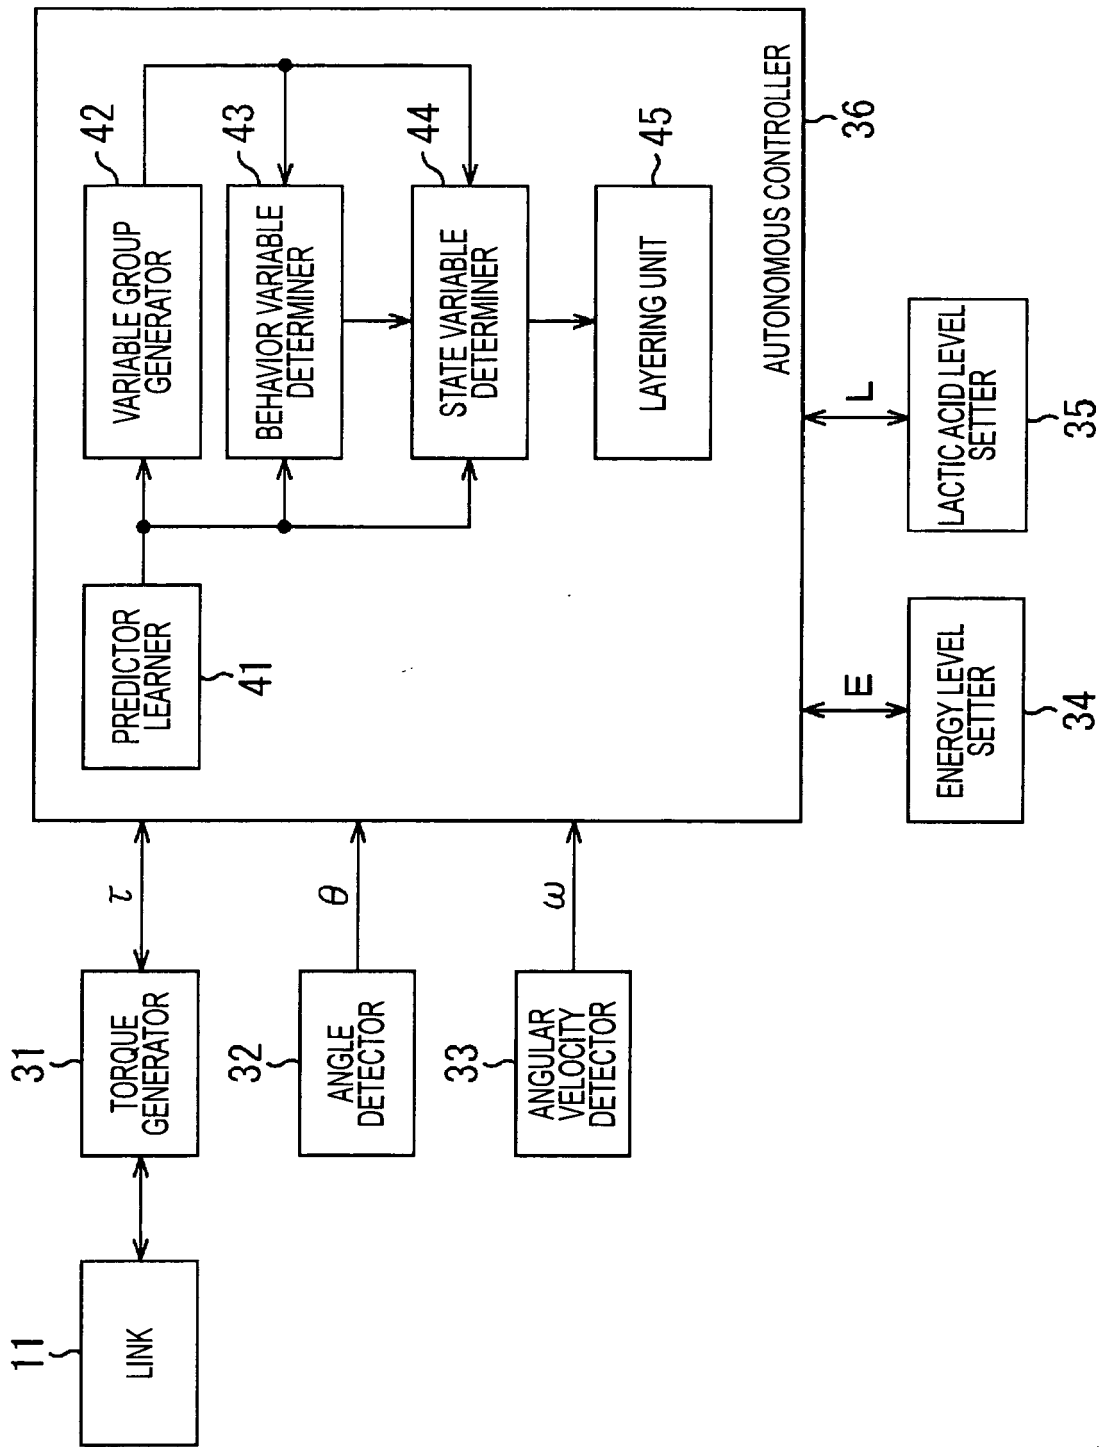 11
LINK
31
TORQUE
GENERATOR
τ
32
ANGLE
DETECTOR
θ
33
ANGULAR
VELOCITY
DETECTOR
ω
41
PREDICTOR
LEARNER
42
VARIABLE GROUP
GENERATOR
43
BEHAVIOR VARIABLE
DETERMINER
44
STATE VARIABLE
DETERMINER
45
LAYERING UNIT
AUTONOMOUS CONTROLLER
36
E
ENERGY LEVEL
SETTER
34
L
LACTIC ACID LEVEL
SETTER
35